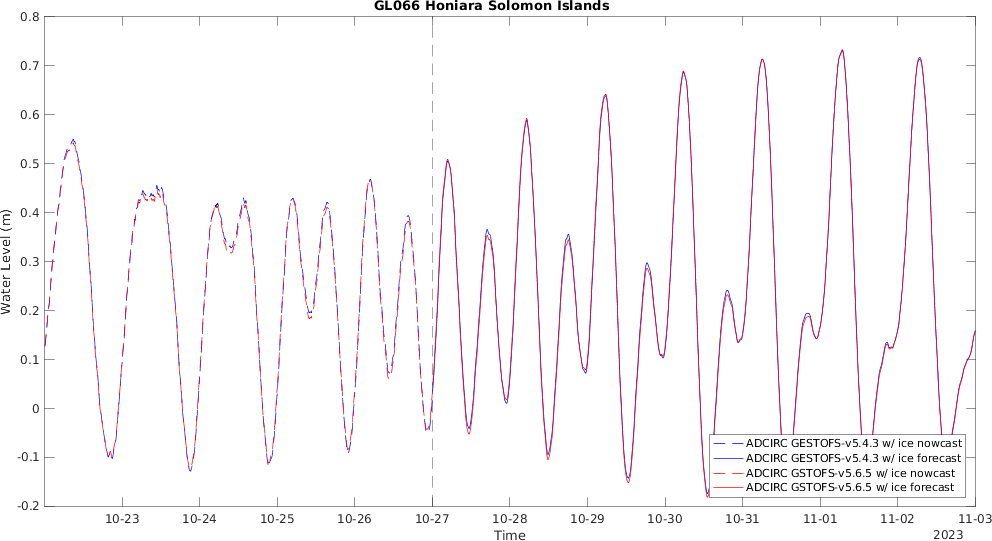 GL066 Honiara Solomon Islands
Water Level (m)
0.8
0.7
0.6
0.5
0.4
0.3
0.2
0.1
0
-0.1
-0.2
ADCIRC GESTOFS-v5.4.3 w/ ice nowcast
ADCIRC GESTOFS-v5.4.3 w/ ice forecast
ADCIRC GSTOFS-v5.6.5 w/ ice nowcast
ADCIRC GSTOFS-v5.6.5 w/ ice forecast
10-23 10-24 10-25 10-26 10-27 10-28 10-29 10-30 10-31 11-01 11-02 11-03
Time
2023